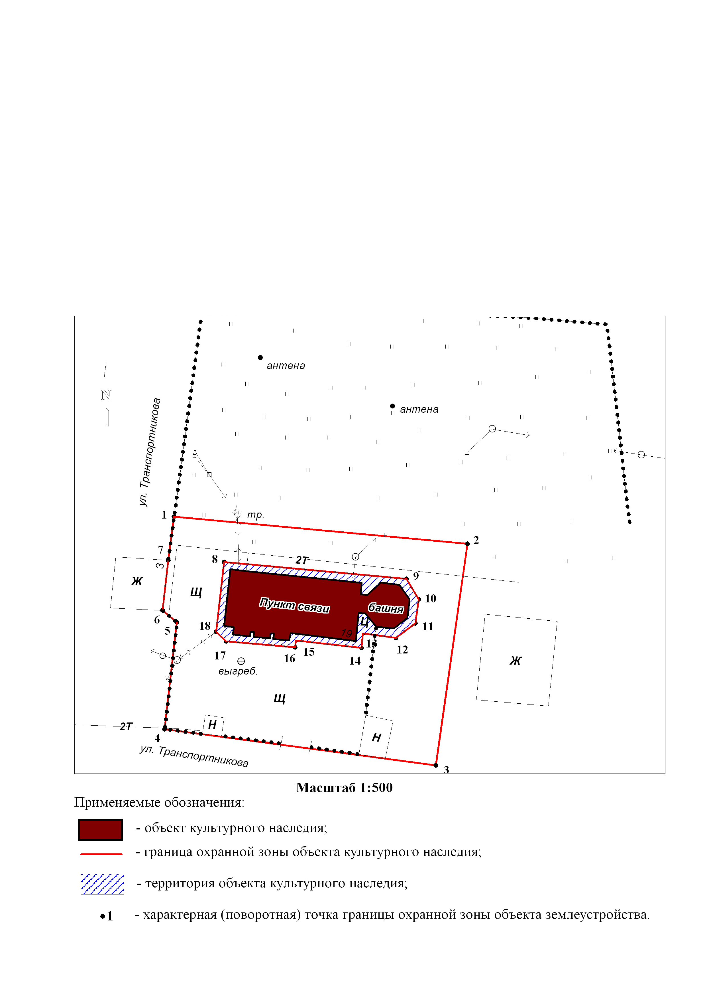 антена
N
антена
ул. Транспортникова
1
тр.
2
7
8
2Т
3
9
Ж
Щ
10
Пункт связи
башня
6
Ц
5
18
11
19
13
12
17
16
15
14
Ж
выгреб.
Щ
2Т
Н
4
Н
ул. Транспортникова
3
Масштаб 1:500
Применяемые обозначения:
- объект культурного наследия;
- граница охранной зоны объекта культурного наследия;
- территория объекта культурного наследия;
1 - характерная (поворотная) точка границы охранной зоны объекта землеустройства.